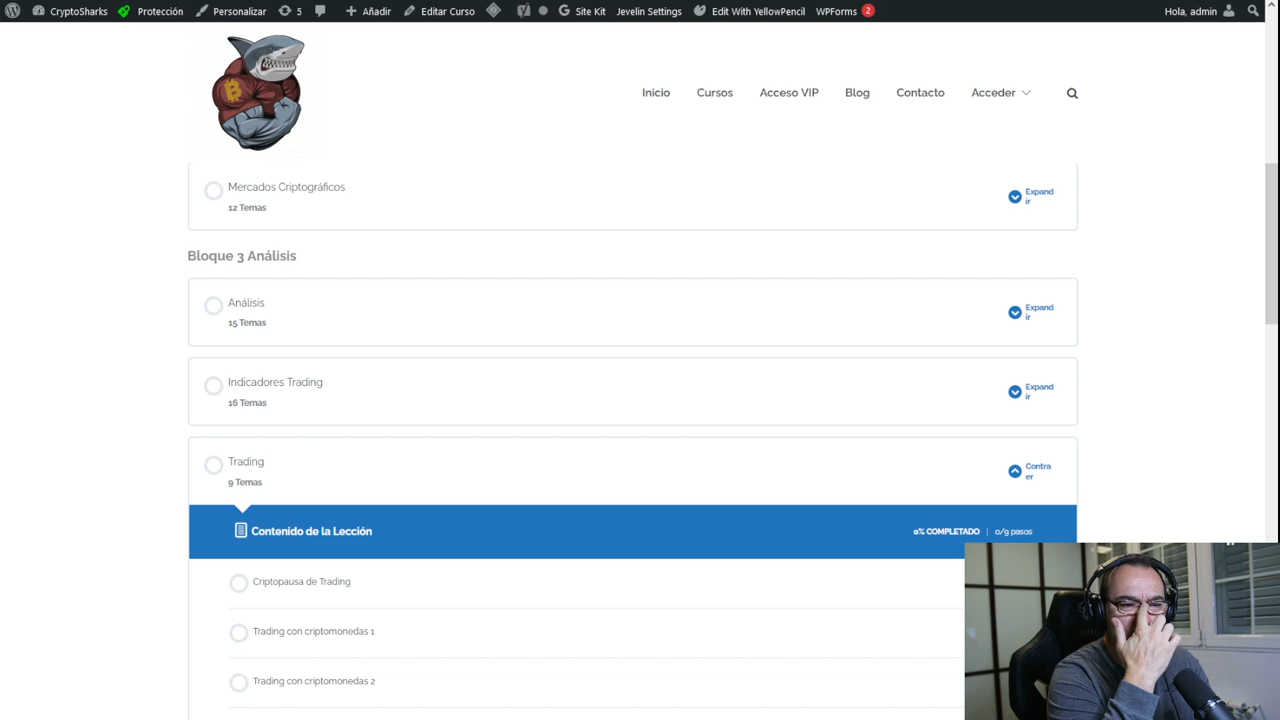 CryptoSharks Protección Personalizar 5 Añadir Editar Curso Site Kit Jevelin Settings Edit With YellowPencil WPForms 2 Hola, admin
Inicio Cursos Acceso VIP Blog Contacto Acceder
Mercados Criptográficos
12 Temas
Expand
ir
Bloque 3 Análisis
Análisis
15 Temas
Expand
ir
Indicadores Trading
16 Temas
Expand
ir
Trading
9 Temas
Contra
er
Contenido de la Lección
0% COMPLETADO | 0/9 pasos
Criptopausa de Trading
Trading con criptomonedas 1
Trading con criptomonedas 2